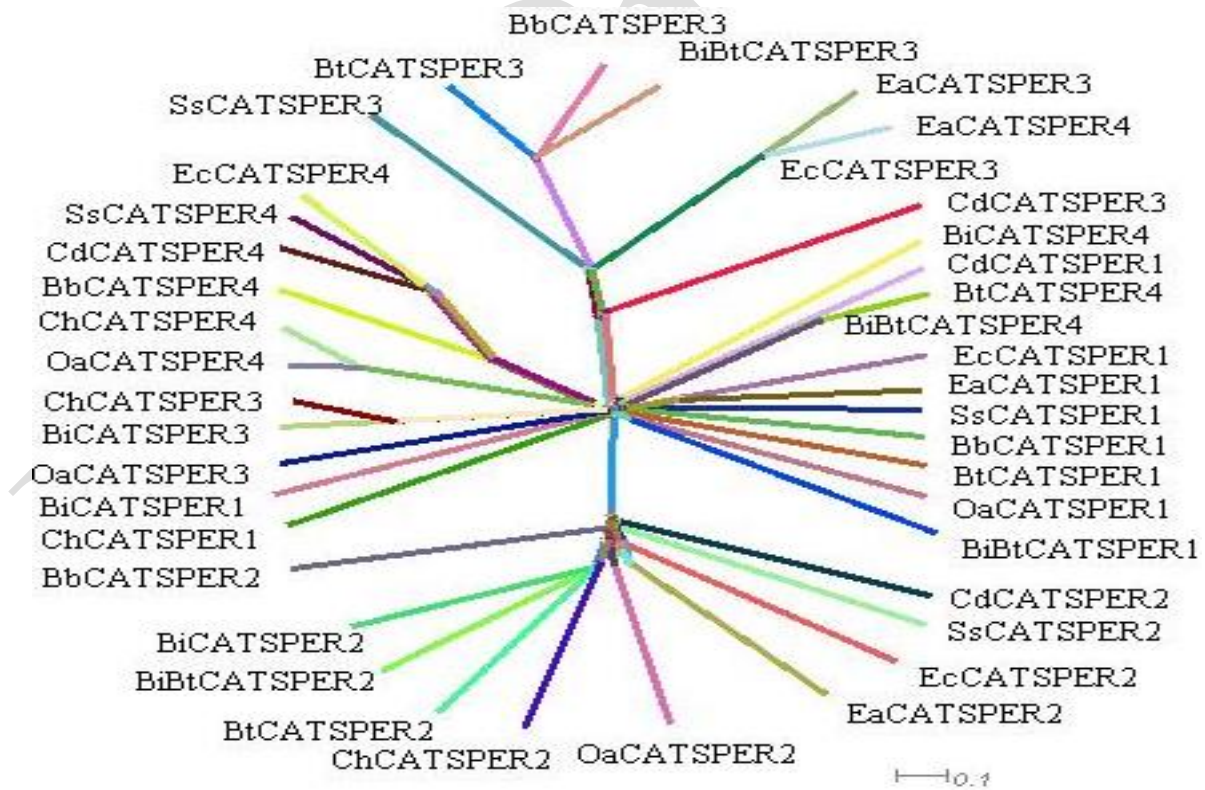 BbCATSPER3
BiBtCATSPER3
BtCATSPER3
EaCATSPER3
SsCATSPER3
EaCATSPER4
EcCATSPER3
EcCATSPER4
CdCATSPER3
SsCATSPER4
BiCATSPER4
CdCATSPER4
CdCATSPER1
BbCATSPER4
BtCATSPER4
ChCATSPER4
BiBtCATSPER4
OaCATSPER4
EcCATSPER1
EaCATSPER1
ChCATSPER3
SsCATSPER1
BiCATSPER3
BbCATSPER1
OaCATSPER3
BtCATSPER1
BiCATSPER1
OaCATSPER1
ChCATSPER1
BiBtCATSPER1
BbCATSPER2
CdCATSPER2
SsCATSPER2
BiCATSPER2
EcCATSPER2
BiBtCATSPER2
EaCATSPER2
BtCATSPER2
ChCATSPER2
OaCATSPER2
0.1